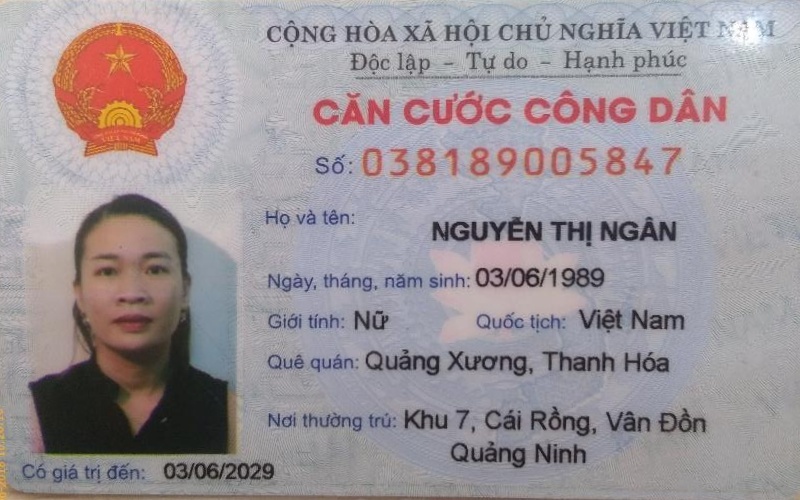 CỘNG HÒA XÃ HỘI CHỦ NGHĨA VIỆT NAM
Độc lập - Tự do - Hạnh phúc
CĂN CƯỚC CÔNG DÂN
Số: 038189005847
Họ và tên:
NGUYỄN THỊ NGÂN
Ngày, tháng, năm sinh: 03/06/1989
Giới tính: Nữ Quốc tịch: Việt Nam
Quê quán: Quảng Xương, Thanh Hóa
Nơi thường trú: Khu 7, Cái Rồng, Vân Đồn
Quảng Ninh
Có giá trị đến: 03/06/2029